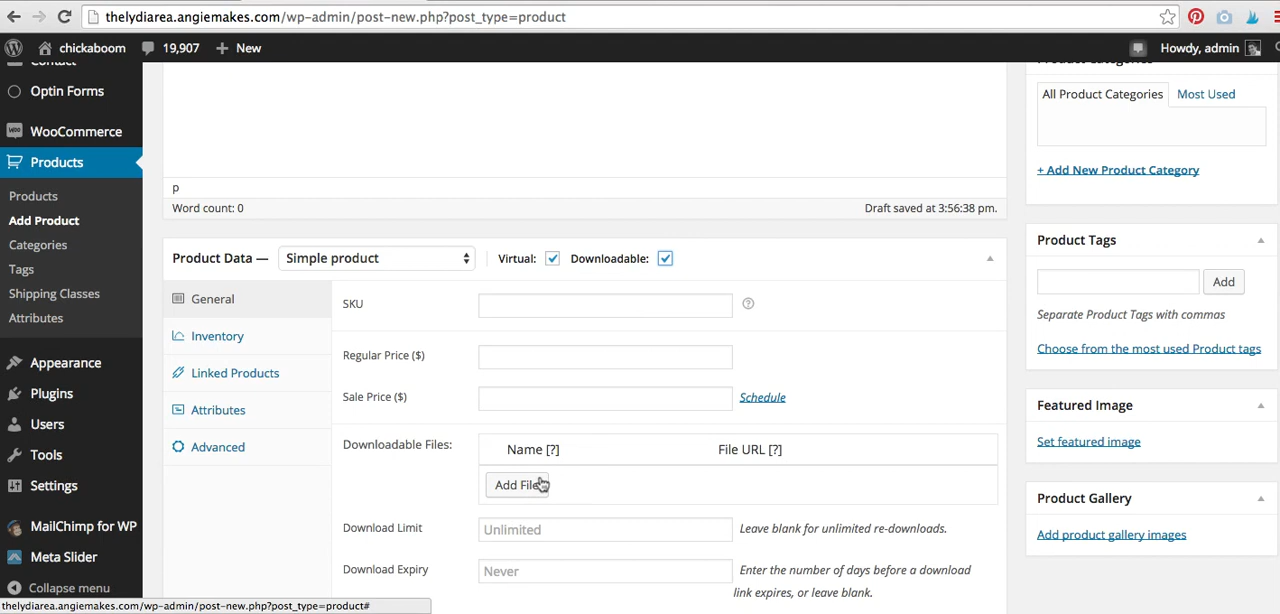 thelydiarea.angiemakes.com/wp-admin/post-new.php?post_type=product
chickaboom 19,907 + New Howdy, admin
Contact
Optin Forms
WooCommerce
Products
Products
Add Product
Categories
Tags
Shipping Classes
Attributes
Appearance
Plugins
Users
Tools
Settings
MailChimp for WP
Meta Slider
Collapse menu
p
Word count: 0 Draft saved at 3:56:38 pm.
Product Data — Simple product Virtual: Downloadable:
General
Inventory
Linked Products
Attributes
Advanced
SKU
Regular Price ($)
Sale Price ($) Schedule
Downloadable Files: Name [?] File URL [?]
Add File
Download Limit Unlimited Leave blank for unlimited re-downloads.
Download Expiry Never Enter the number of days before a download
link expires, or leave blank.
Product Categories
All Product Categories Most Used
+ Add New Product Category
Product Tags
Add
Separate Product Tags with commas
Choose from the most used Product tags
Featured Image
Set featured image
Product Gallery
Add product gallery images
thelydiarea.angiemakes.com/wp-admin/post-new.php?post_type=product#